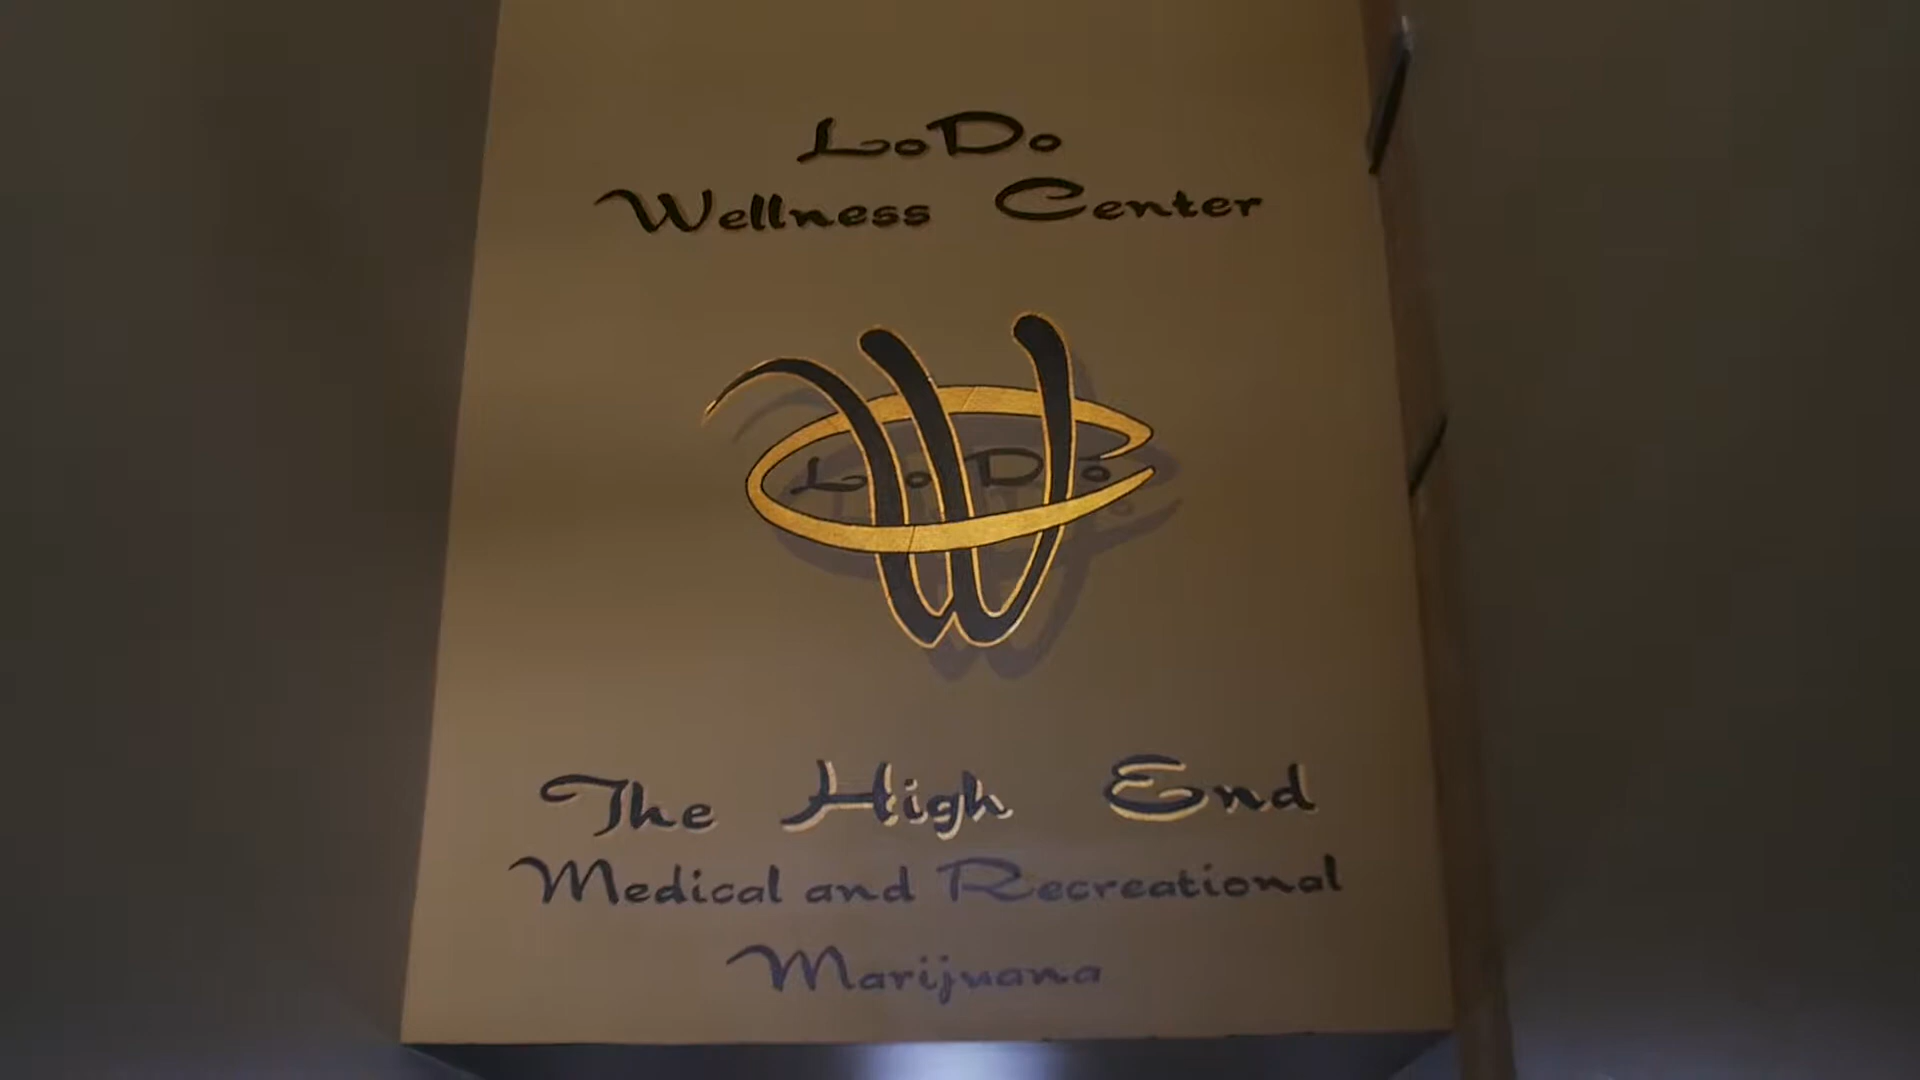 LoDo
Wellness Center
LoDo
The High End
Medical and Recreational
Marijuana